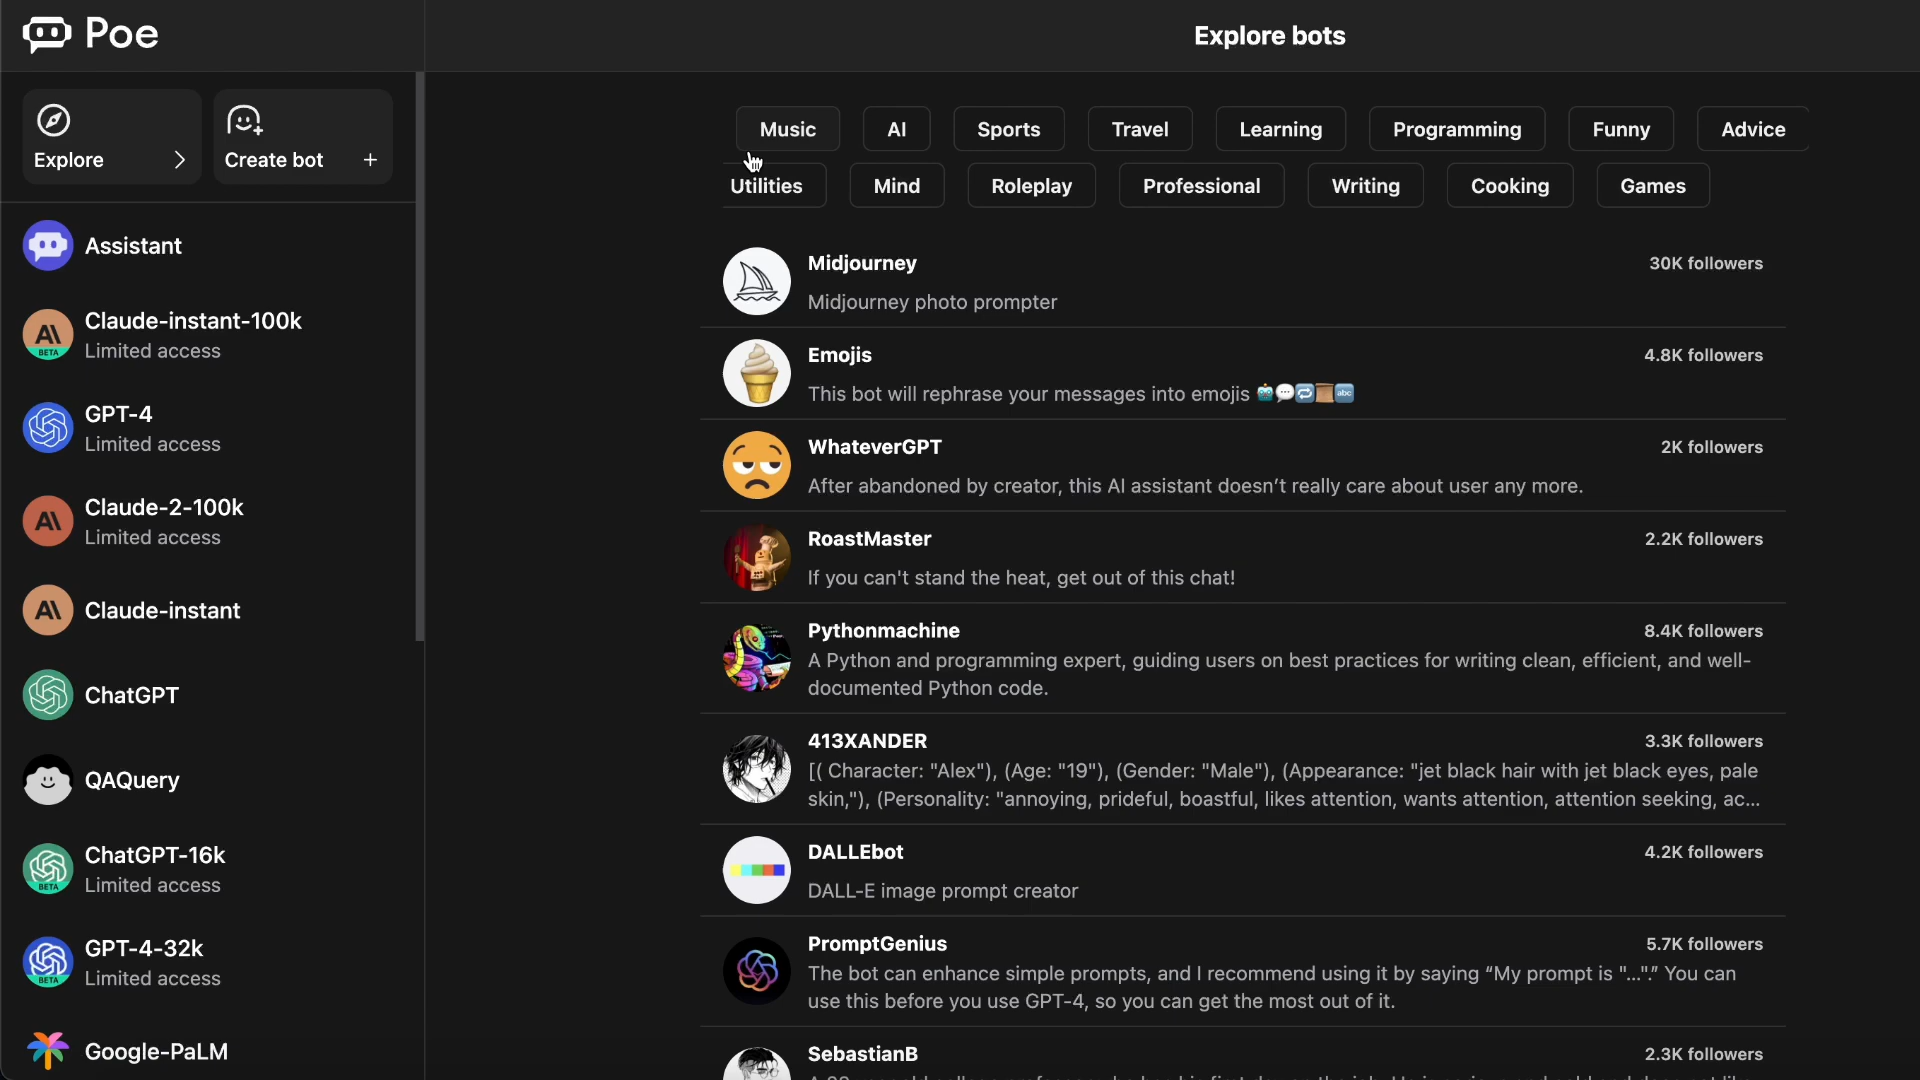 Poe
Explore bots
Explore
Create bot +
Music AI Sports Travel Learning Programming Funny Advice
Utilities Mind Roleplay Professional Writing Cooking Games
Assistant
Claude-instant-100k
Limited access
GPT-4
Limited access
Claude-2-100k
Limited access
Claude-instant
ChatGPT
QAQuery
ChatGPT-16k
Limited access
GPT-4-32k
Limited access
Google-PaLM
BETA
BETA
BETA
Midjourney 30K followers
Midjourney photo prompter
Emojis 4.8K followers
This bot will rephrase your messages into emojis 🤖💬🔁📜🔤
WhateverGPT 2K followers
After abandoned by creator, this AI assistant doesn't really care about user any more.
RoastMaster 2.2K followers
If you can't stand the heat, get out of this chat!
Pythonmachine 8.4K followers
A Python and programming expert, guiding users on best practices for writing clean, efficient, and well-
documented Python code.
413XANDER 3.3K followers
[( Character: "Alex"), (Age: "19"), (Gender: "Male"), (Appearance: "jet black hair with jet black eyes, pale
skin,"), (Personality: "annoying, prideful, boastful, likes attention, wants attention, attention seeking, ac...
DALLEbot 4.2K followers
DALL-E image prompt creator
PromptGenius 5.7K followers
The bot can enhance simple prompts, and I recommend using it by saying “My prompt is "..."." You can
use this before you use GPT-4, so you can get the most out of it.
SebastianB 2.3K followers